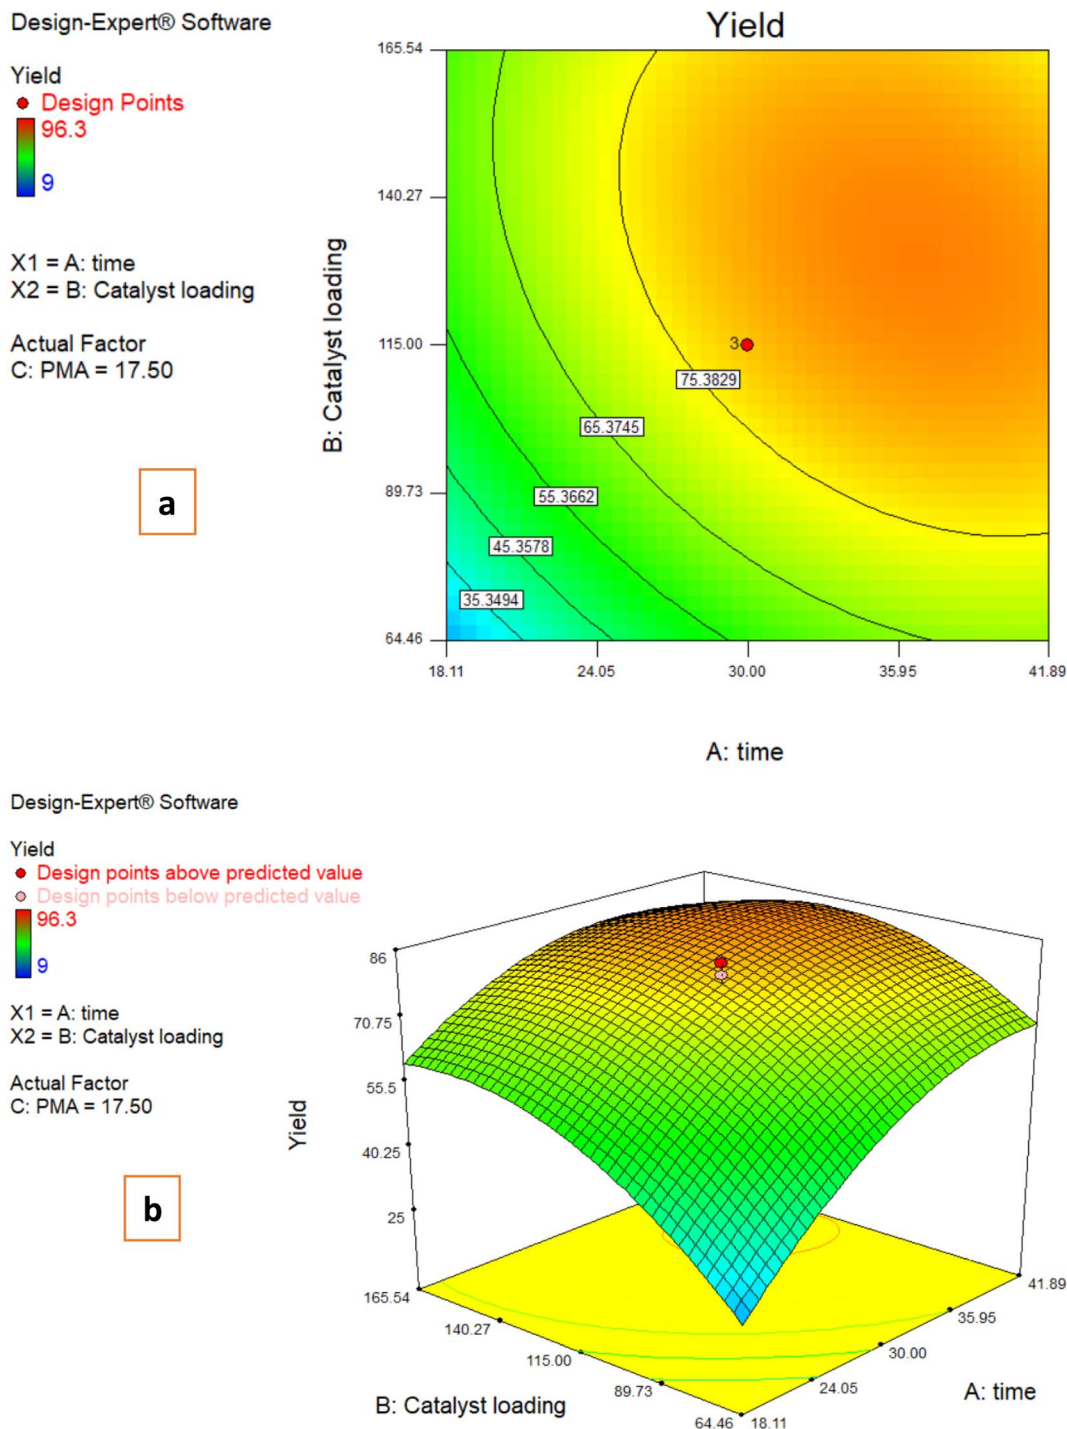 Design-Expert® Software
Yield
Design Points
96.3
9
X1 = A: time
X2 = B: Catalyst loading
Actual Factor
C: PMA = 17.50
a
Yield
165.54
140.27
115.00
89.73
64.46
B: Catalyst loading
3
75.3829
65.3745
55.3662
45.3578
35.3494
18.11 24.05 30.00 35.95 41.89
A: time
Design-Expert® Software
Yield
Design points above predicted value
Design points below predicted value
96.3
9
X1 = A: time
X2 = B: Catalyst loading
Actual Factor
C: PMA = 17.50
b
86
70.75
55.5
40.25
25
Yield
165.54
140.27
115.00
89.73
64.46
B: Catalyst loading
18.11
24.05
30.00
35.95
41.89
A: time